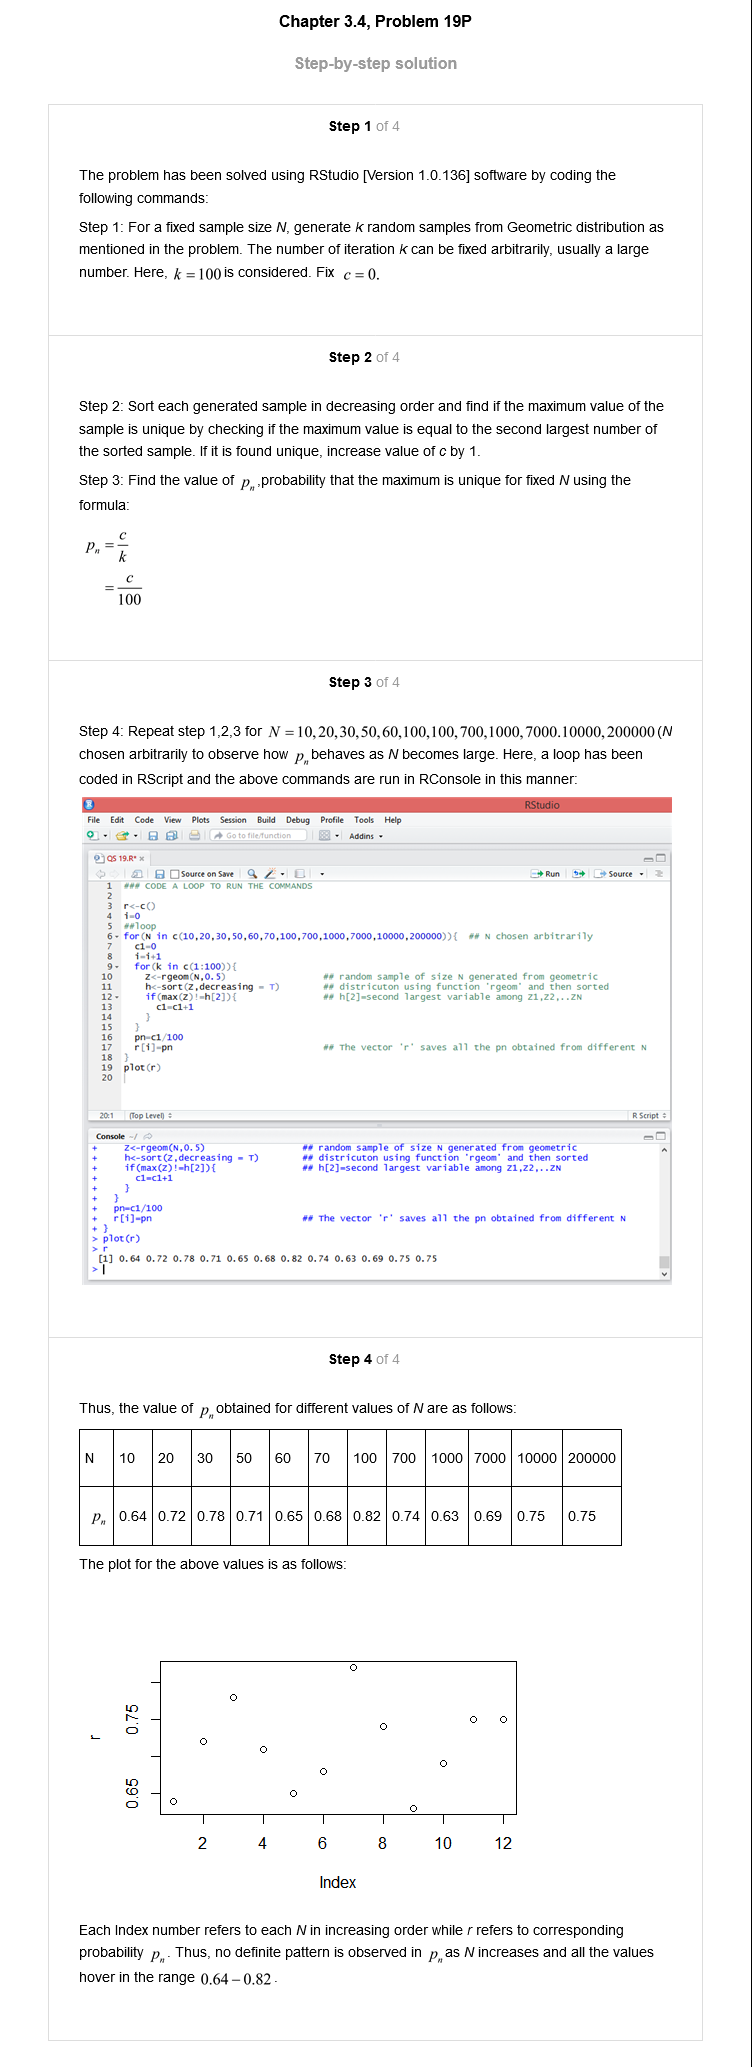 Chapter 3.4, Problem 19P
Step-by-step solution
Step 1 of 4
The problem has been solved using RStudio [Version 1.0.136] software by coding the
following commands:
Step 1: For a fixed sample size N, generate k random samples from Geometric distribution as
mentioned in the problem. The number of iteration k can be fixed arbitrarily, usually a large
number. Here, k = 100 is considered. Fix c = 0.
Step 2 of 4
Step 2: Sort each generated sample in decreasing order and find if the maximum value of the
sample is unique by checking if the maximum value is equal to the second largest number of
the sorted sample. If it is found unique, increase value of c by 1.
Step 3: Find the value of pn ,probability that the maximum is unique for fixed N using the
formula:
pn = c/k
= c/100
Step 3 of 4
Step 4: Repeat step 1,2,3 for N = 10,20,30,50,60,100,100,700,1000,7000.10000,200000 (N
chosen arbitrarily to observe how pn behaves as N becomes large. Here, a loop has been
coded in RScript and the above commands are run in RConsole in this manner:
RStudio
File Edit Code View Plots Session Build Debug Profile Tools Help
Go to file/function Addins
QS 19.R* ×
Source on Save Run Source
1 ### CODE A LOOP TO RUN THE COMMANDS
2
3 r<-c()
4 i=0
5 ##loop
6 for(N in c(10,20,30,50,60,70,100,700,1000,7000,10000,200000)){ ## N chosen arbitrarily
7 c1=0
8 i=i+1
9 for(k in c(1:100)){
10 Z<-rgeom(N,0.5) ## random sample of size N generated from geometric
11 h<-sort(Z,decreasing = T) ## districuton using function 'rgeom' and then sorted
12 if(max(Z)!=h[2]){ ## h[2]=second largest variable among Z1,Z2,..ZN
13 c1=c1+1
14 }
15 }
16 pn=c1/100
17 r[i]=pn ## The vector 'r' saves all the pn obtained from different N
18 }
19 plot(r)
20
20:1 (Top Level) R Script
Console ~/
+ Z<-rgeom(N,0.5) ## random sample of size N generated from geometric
+ h<-sort(Z,decreasing = T) ## districuton using function 'rgeom' and then sorted
+ if(max(Z)!=h[2]){ ## h[2]=second largest variable among Z1,Z2,..ZN
+ c1=c1+1
+ }
+ }
+ pn=c1/100
+ r[i]=pn ## The vector 'r' saves all the pn obtained from different N
+ }
> plot(r)
> r
[1] 0.64 0.72 0.78 0.71 0.65 0.68 0.82 0.74 0.63 0.69 0.75 0.75
>
Step 4 of 4
Thus, the value of pn obtained for different values of N are as follows:
N 10 20 30 50 60 70 100 700 1000 7000 10000 200000
pn 0.64 0.72 0.78 0.71 0.65 0.68 0.82 0.74 0.63 0.69 0.75 0.75
The plot for the above values is as follows:
r
0.75
0.65
2 4 6 8 10 12
Index
Each Index number refers to each N in increasing order while r refers to corresponding
probability pn. Thus, no definite pattern is observed in pn as N increases and all the values
hover in the range 0.64 – 0.82.